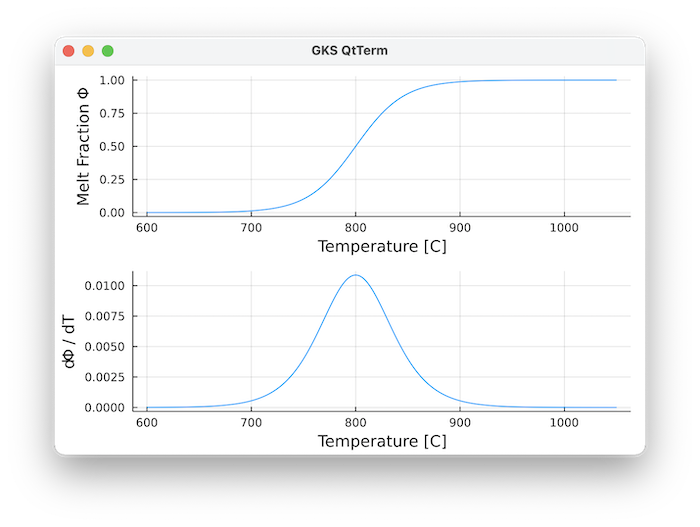 GKS QtTerm
1.00
0.75
0.50
0.25
0.00
Melt Fraction Φ
600 700 800 900 1000
Temperature [C]
0.0100
0.0075
0.0050
0.0025
0.0000
dΦ / dT
600 700 800 900 1000
Temperature [C]